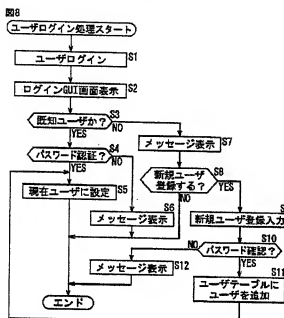 図8
ユーザログイン処理スタート
ユーザログイン
S1
ログインGUI画面表示
S2
既知ユーザか？
S3
YES
NO
メッセージ表示
S7
パスワード認証？
S4
YES
NO
新規ユーザ
登録する？
S8
YES
NO
現在ユーザに設定
S5
メッセージ表示
S6
新規ユーザ登録入力
S
パスワード確認？
S10
NO
YES
メッセージ表示
S12
ユーザテーブルに
ユーザを追加
S11
エンド